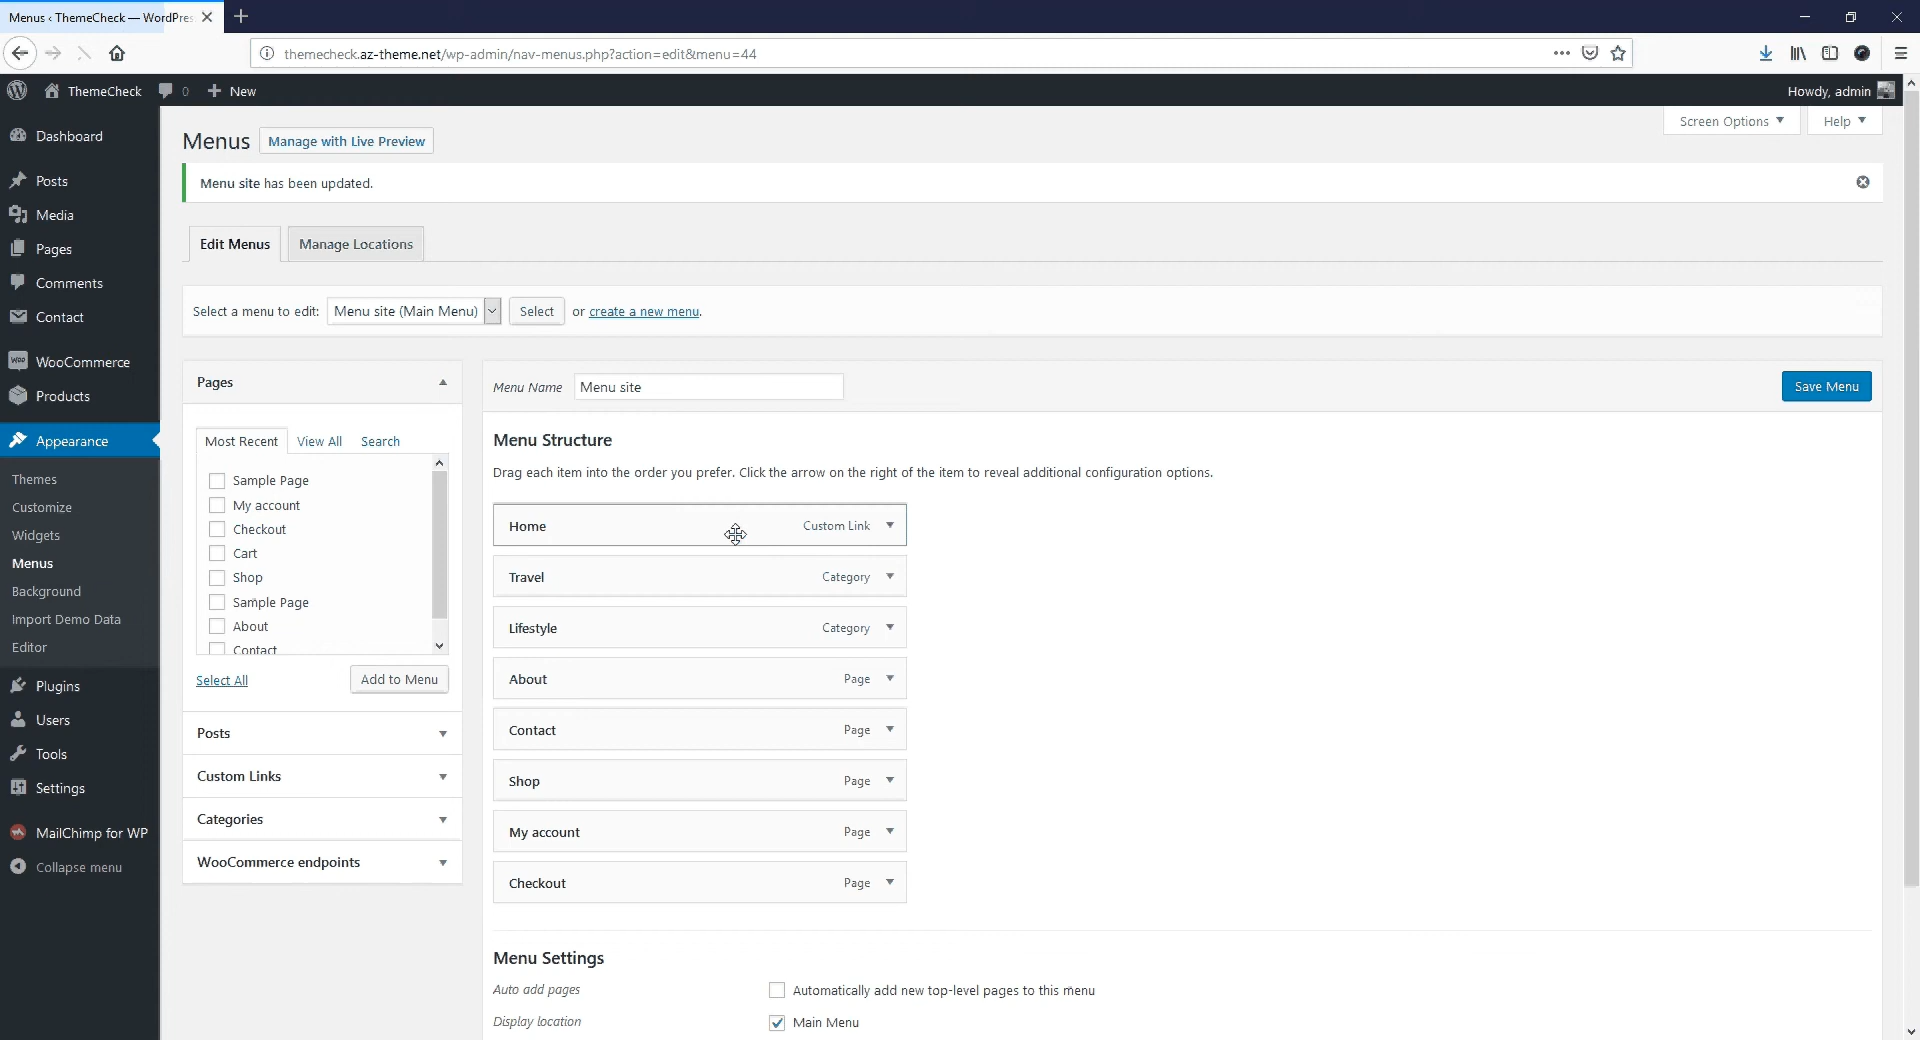 Menus ‹ ThemeCheck — WordPres
themecheck.az-theme.net/wp-admin/nav-menus.php?action=edit&menu=44
ThemeCheck
0
New
Howdy, admin
Dashboard
Posts
Media
Pages
Comments
Contact
WooCommerce
Products
Appearance
Themes
Customize
Widgets
Menus
Background
Import Demo Data
Editor
Plugins
Users
Tools
Settings
MailChimp for WP
Collapse menu
Screen Options
Help
Menus
Manage with Live Preview
Menu site has been updated.
Edit Menus
Manage Locations
Select a menu to edit: Menu site (Main Menu) Select or create a new menu.
Pages
Most Recent View All Search
Sample Page
My account
Checkout
Cart
Shop
Sample Page
About
Contact
Select All
Add to Menu
Posts
Custom Links
Categories
WooCommerce endpoints
Menu Name Menu site
Save Menu
Menu Structure
Drag each item into the order you prefer. Click the arrow on the right of the item to reveal additional configuration options.
Home Custom Link
Travel Category
Lifestyle Category
About Page
Contact Page
Shop Page
My account Page
Checkout Page
Menu Settings
Auto add pages Automatically add new top-level pages to this menu
Display location Main Menu